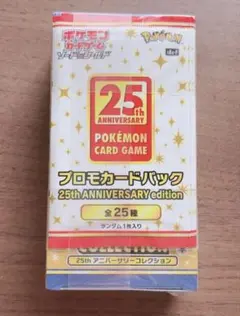 ポケモン
カードゲーム
ソード&シールド
Pokémon
25th
ANNIVERSARY
POKÉMON
CARD GAME
プロモカードパック
25th ANNIVERSARY edition
全25種
ランダム1枚入り
COLLECTION
25th アニバーサリーコレクション